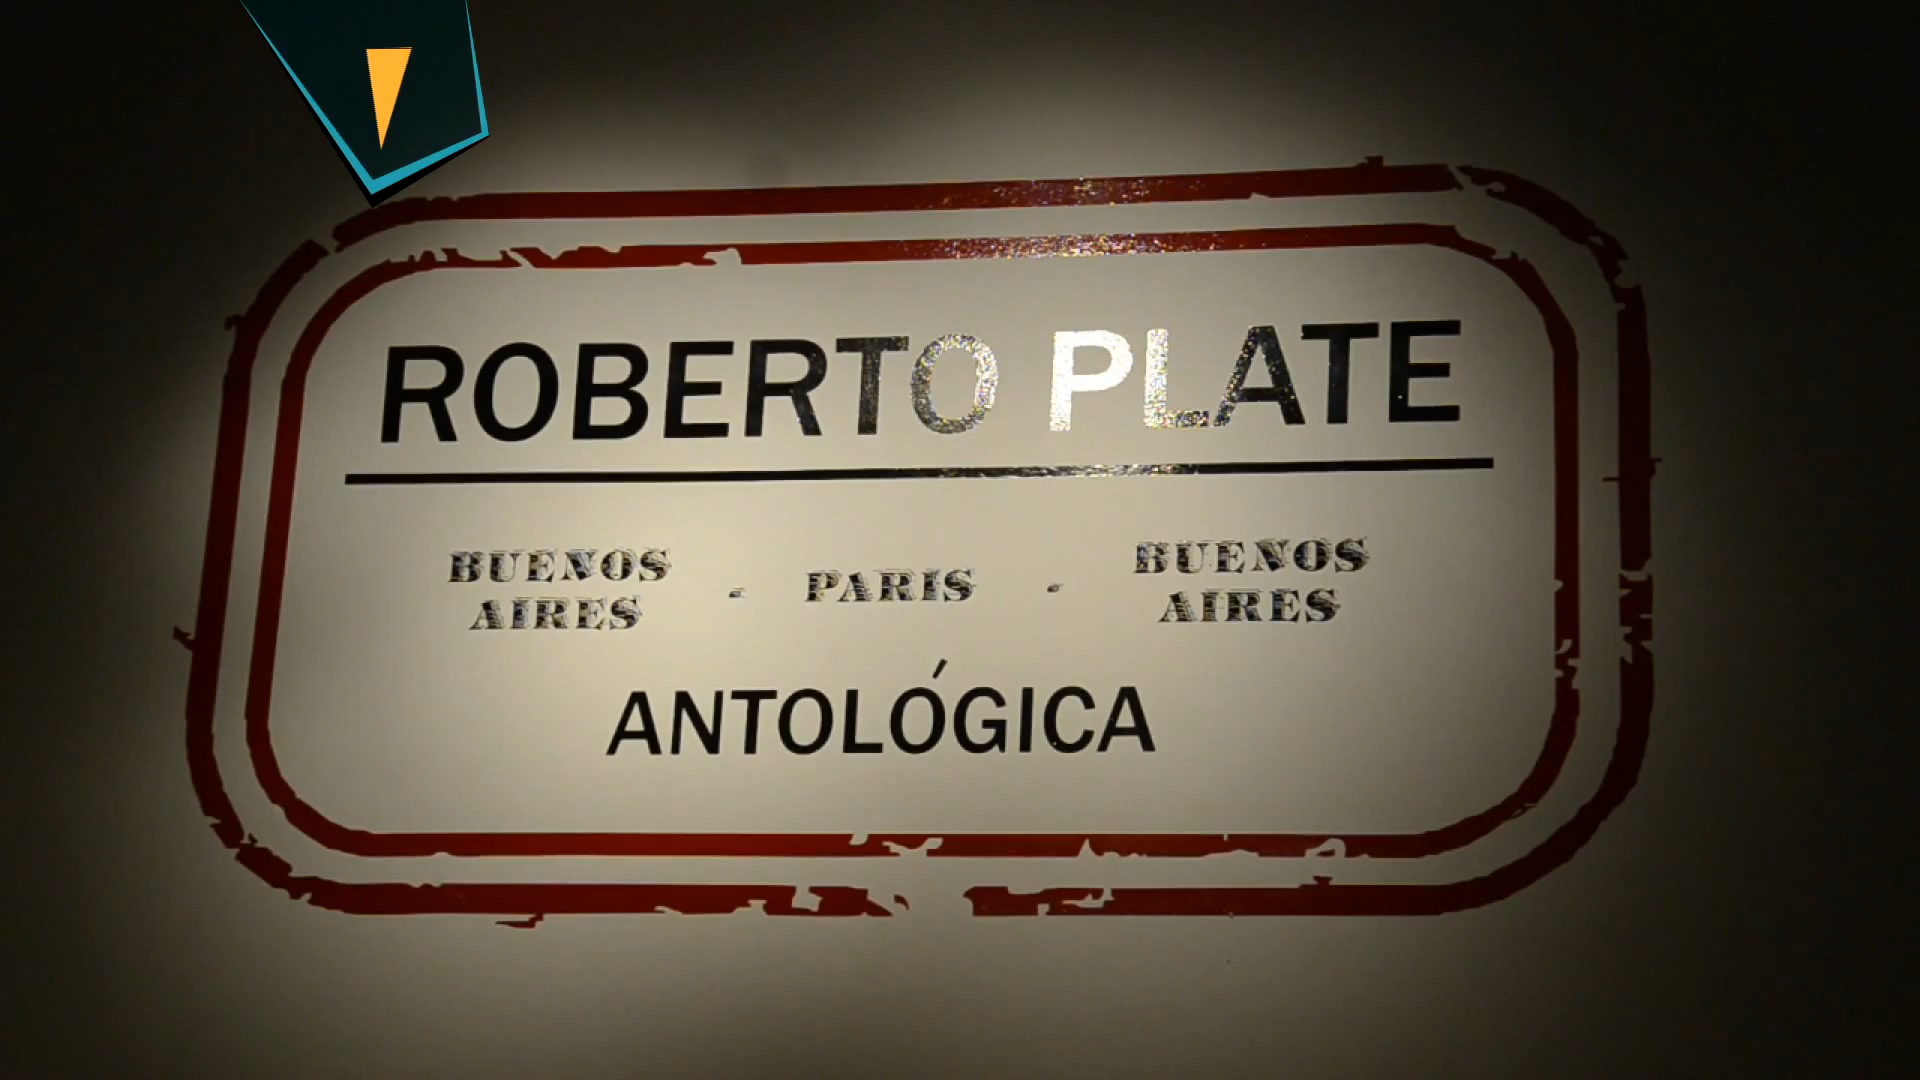 ROBERTO PLATE
BUENOS AIRES - PARIS - BUENOS AIRES
ANTOLÓGICA